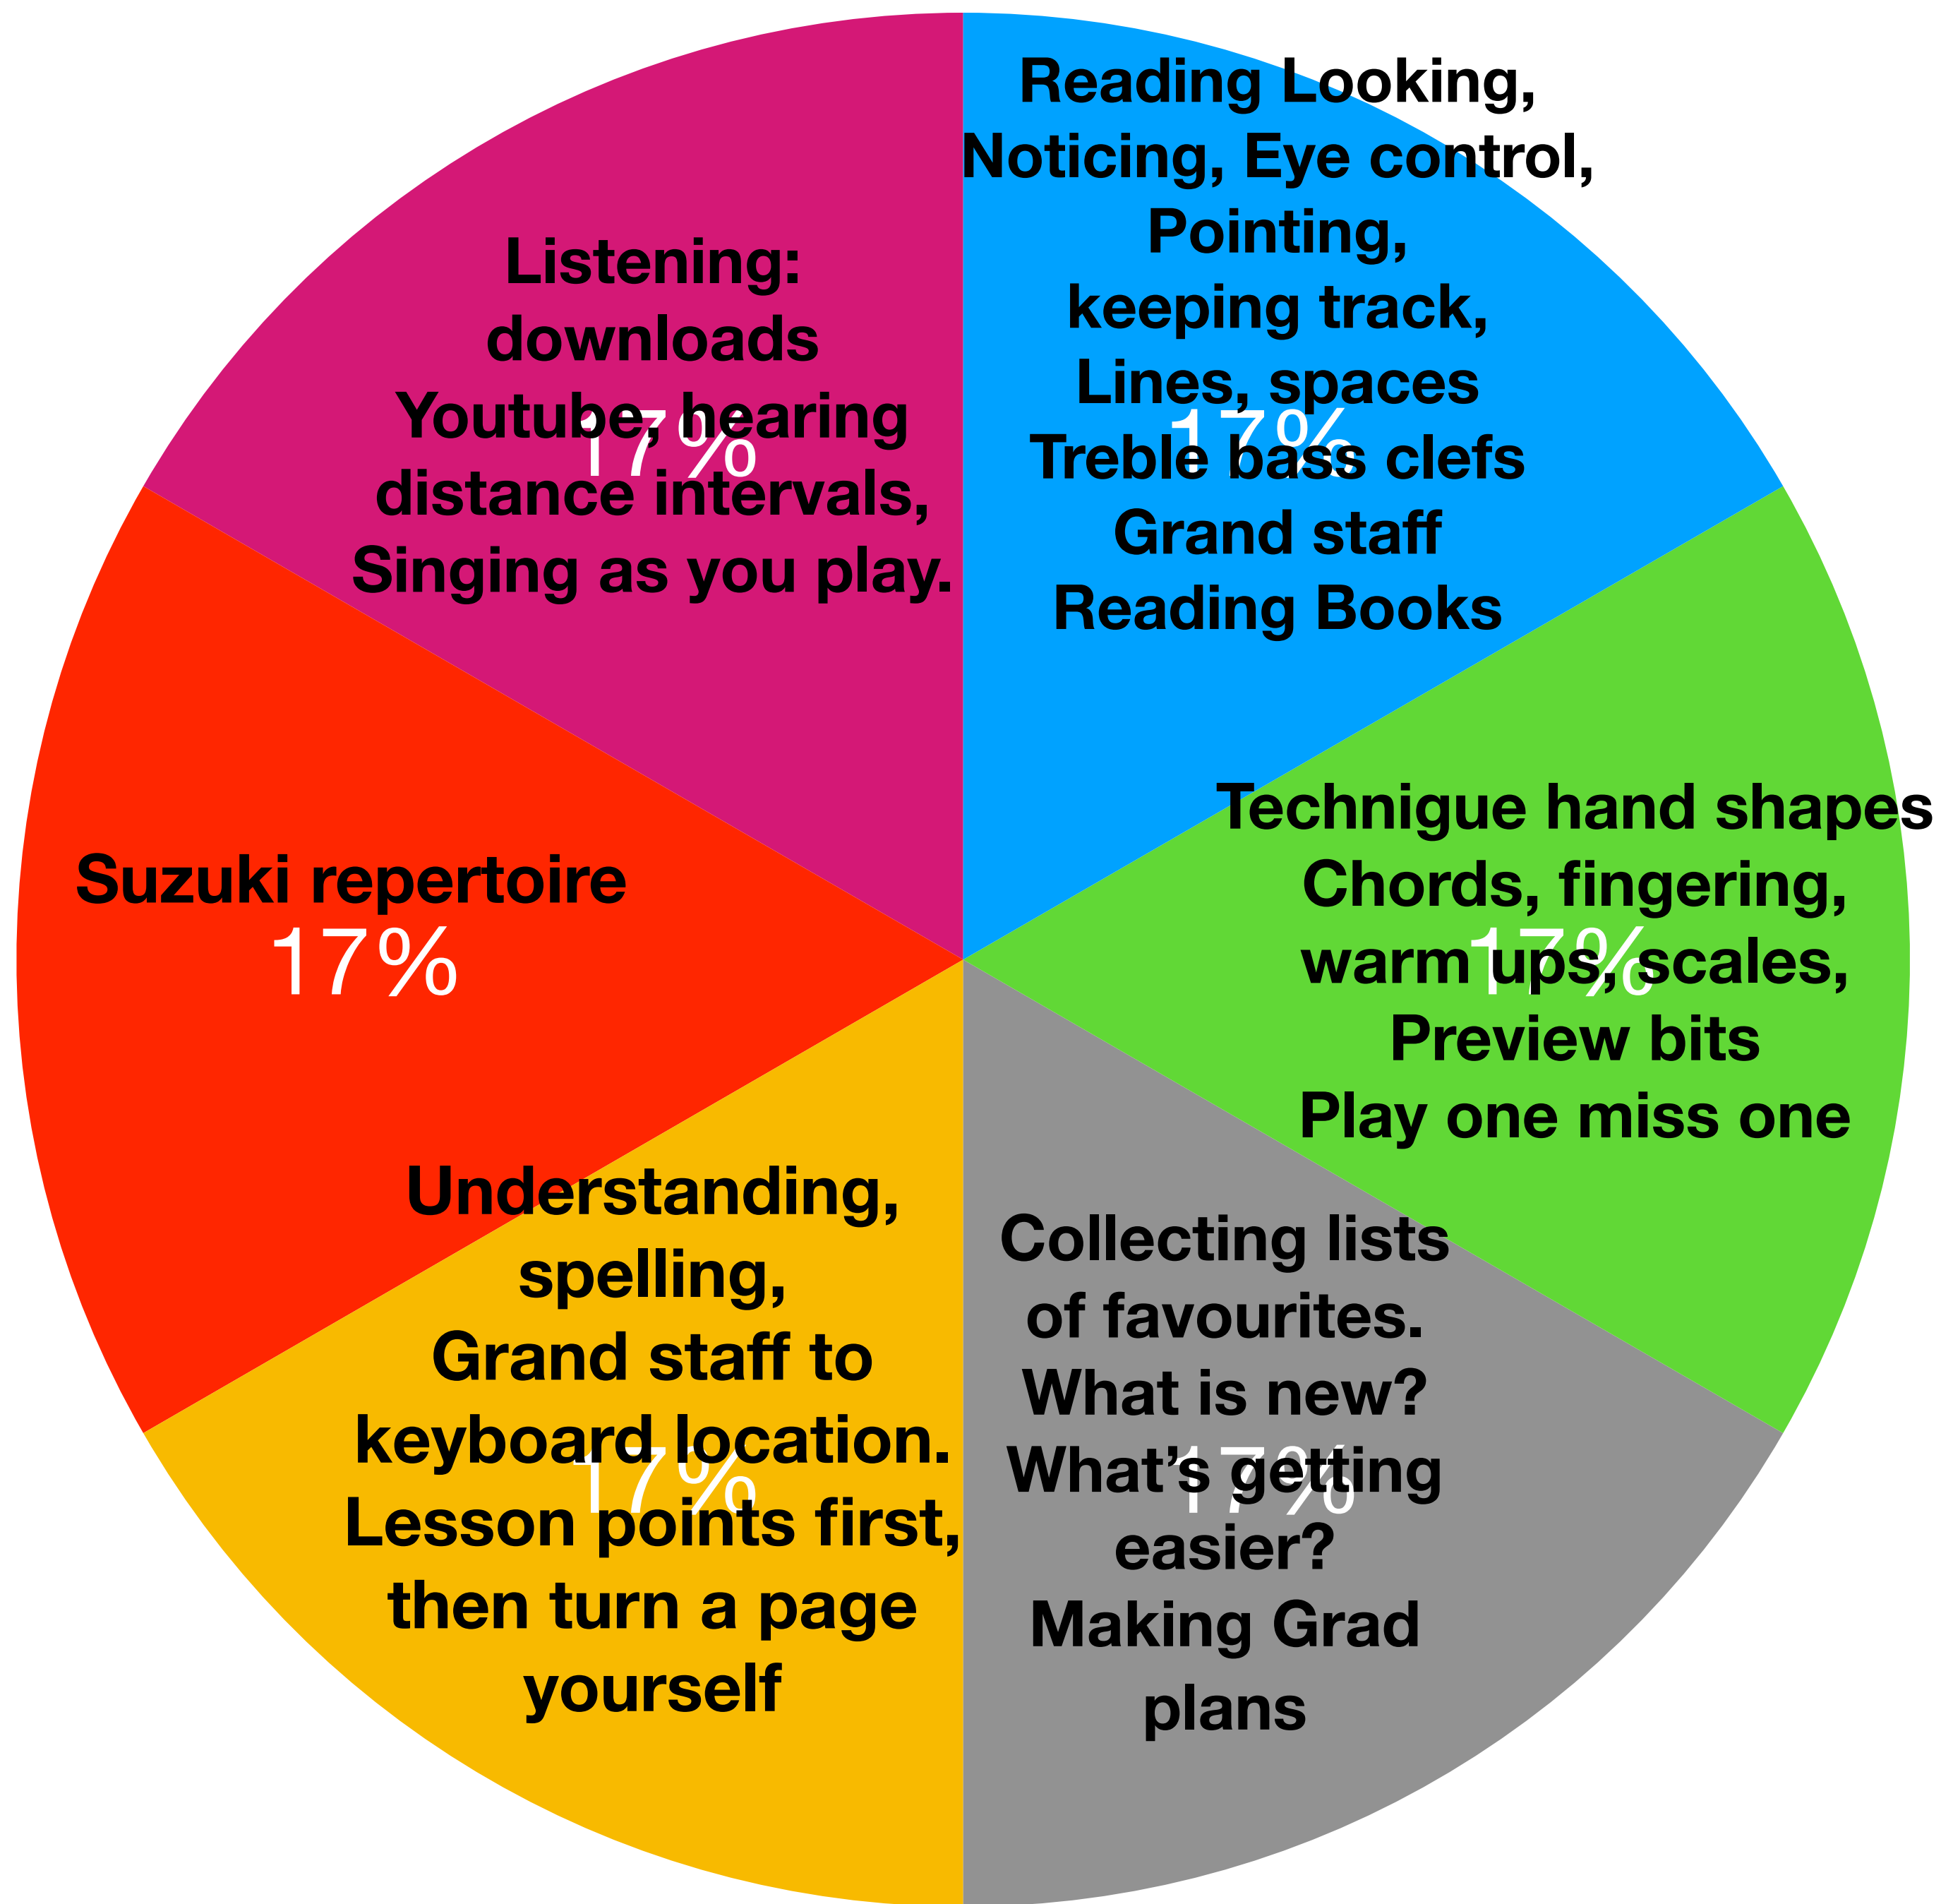 Reading Looking,
Noticing, Eye control,
Pointing,
keeping track,
Lines, spaces
Treble bass clefs
Grand staff
Reading Books
17%
Technigue hand shapes
Chords, fingering,
warm ups, scales,
Preview bits
Play one miss one
17%
Collecting lists
of favourites.
What is new?
What’s getting
easier?
Making Grad
plans
17%
Understanding,
spelling,
Grand staff to
keyboard location.
Lesson points first,
then turn a page
yourself
17%
Suzuki repertoire
17%
Listening:
downloads
Youtube, hearing
distance intervals,
Singing as you play.
17%